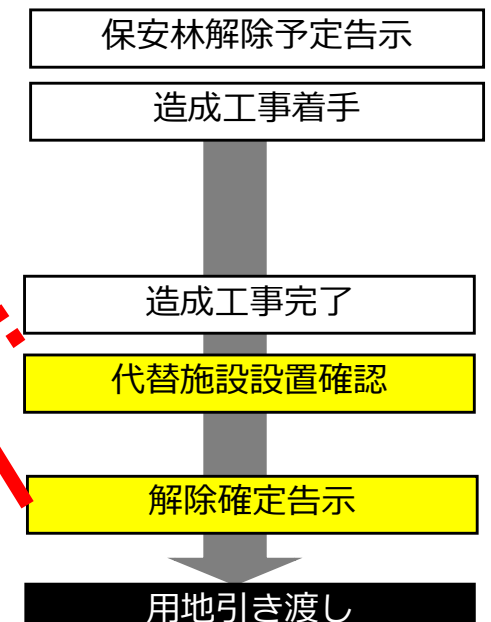 保安林解除予定告示
造成工事着手
造成工事完了
代替施設設置確認
解除確定告示
用地引き渡し